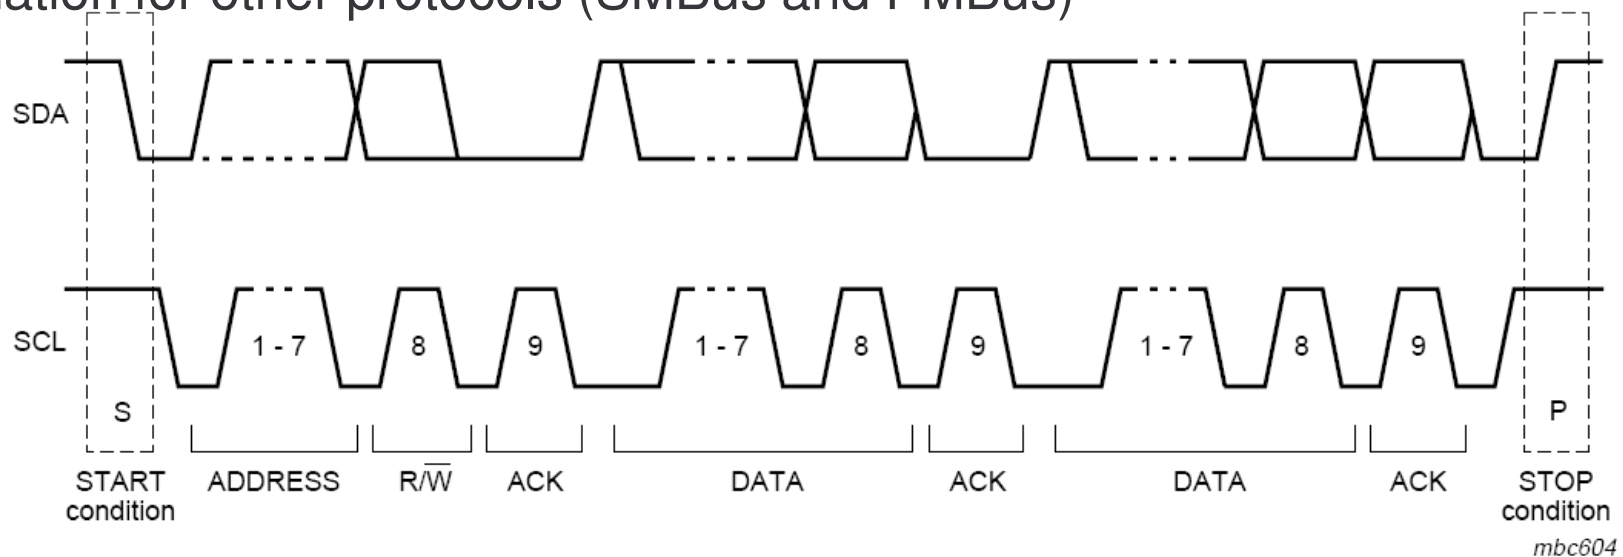 for other protocols (SMBus and PMBus)
SDA
SCL
1 - 7 8 9 1 - 7 8 9 1 - 7 8 9
S P
START condition
ADDRESS
R/W̅
ACK
DATA
ACK
DATA
ACK
STOP condition
mbc604